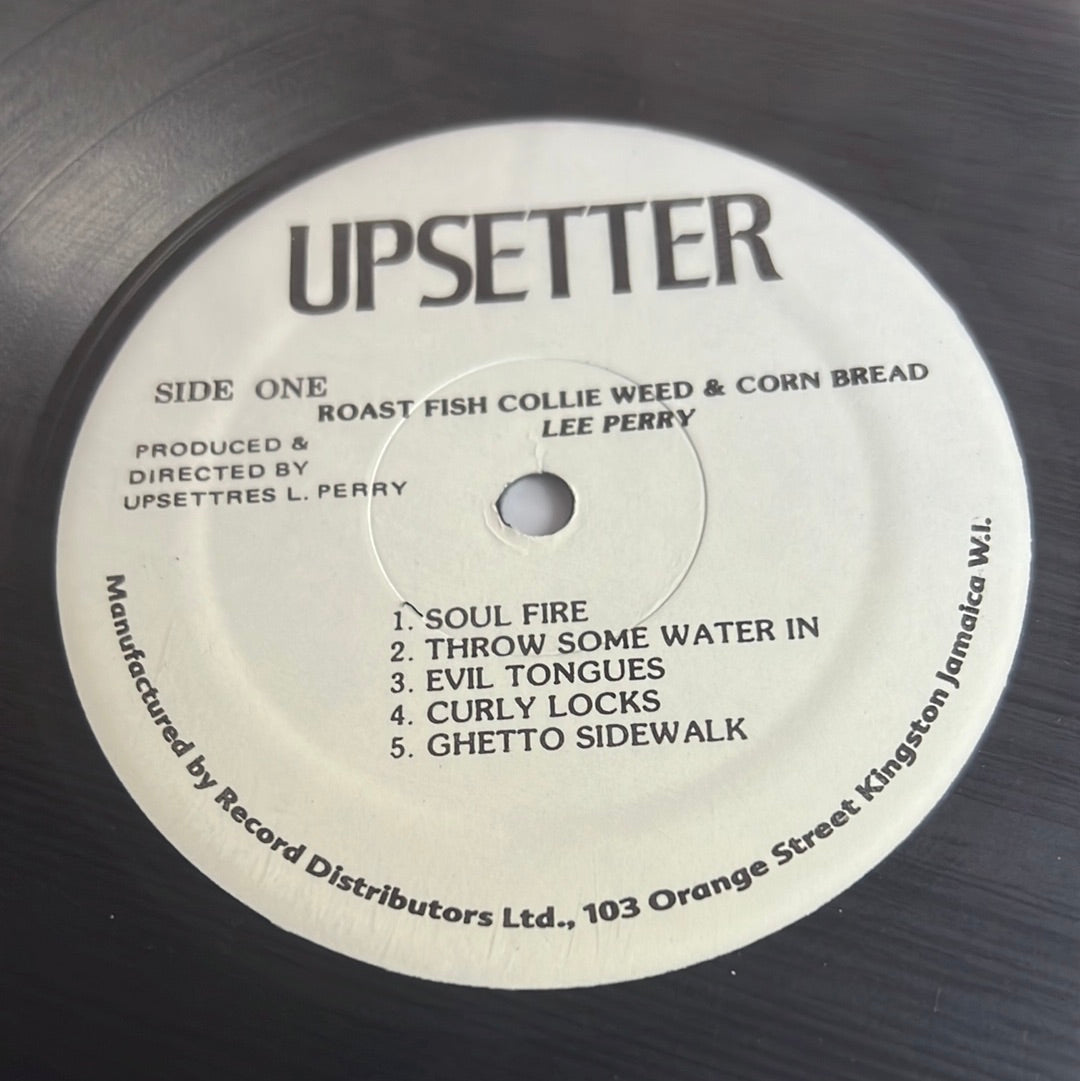 UPSETTER
SIDE ONE
ROAST FISH COLLIE WEED & CORN BREAD
LEE PERRY
PRODUCED &
DIRECTED BY
UPSETTRES L. PERRY
1. SOUL FIRE
2. THROW SOME WATER IN
3. EVIL TONGUES
4. CURLY LOCKS
5. GHETTO SIDEWALK
Manufactured by Record Distributors Ltd., 103 Orange Street Kingston Jamaica W.I.